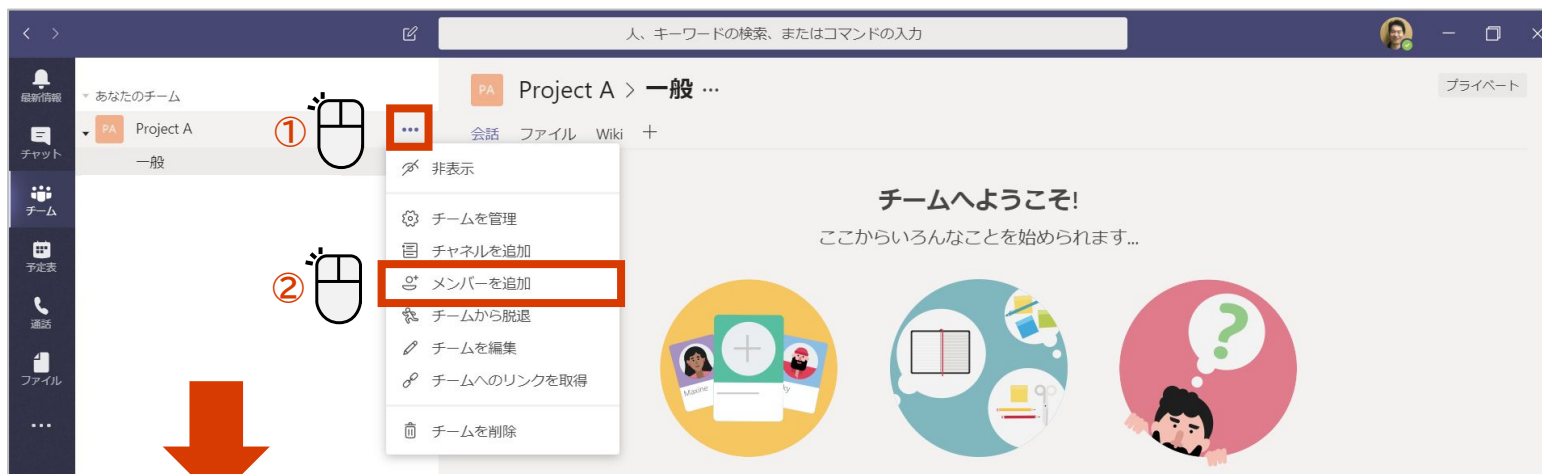 人、キーワードの検索、またはコマンドの入力
最新情報
チャット
チーム
予定表
通話
ファイル
あなたのチーム
PA Project A
一般
①
②
非表示
チームを管理
チャネルを追加
メンバーを追加
チームから脱退
チームを編集
チームへのリンクを取得
チームを削除
PA Project A > 一般 ...
プライベート
会話 ファイル Wiki +
チームへようこそ!
ここからいろんなことを始められます...
Maxine